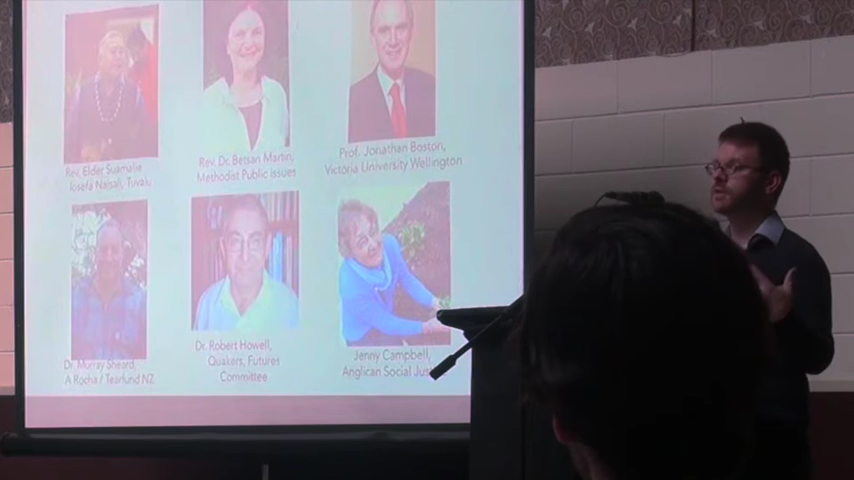 Rev. Elder Suamalie
Iosefa Naisali, Tuvalu
Rev. Dr. Betsan Martin,
Methodist Public Issues
Prof. Jonathan Boston,
Victoria University Wellington
Dr. Murray Sheard,
A Rocha / Tearfund NZ
Dr. Robert Howell,
Quakers, Futures
Committee
Jenny Campbell,
Anglican Social